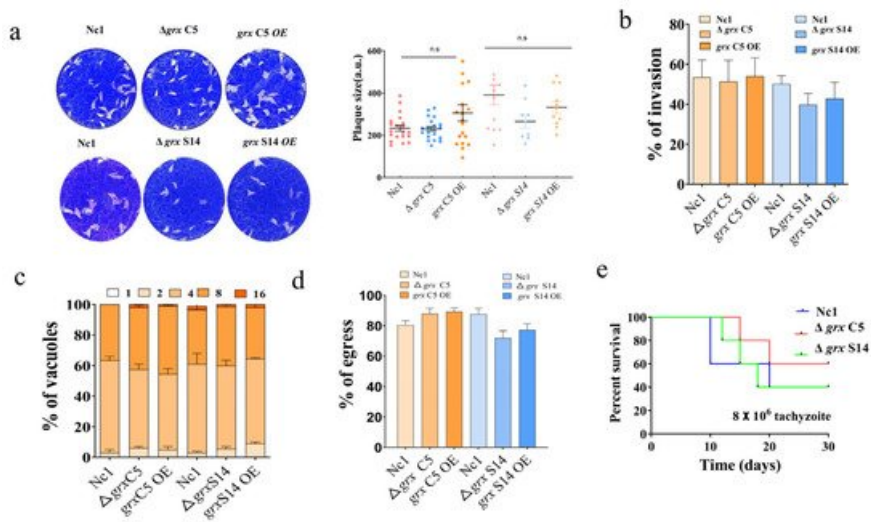 a
Nc1
Δgrx C5
grx C5 OE
Nc1
Δ grx S14
grx S14 OE
Plaque size(a.u.)
600
400
200
0
n s
n s
Nc1
Δ grx C5
grx C5 OE
Nc1
Δ grx S14
grx S14 OE
b
Nc1
Δ grx C5
grx C5 OE
Nc1
Δ grx S14
grx S14 OE
% of invasion
80
60
40
20
0
Nc1
△grx C5
grx C5 OE
Nc1
△grx S14
grx S14 OE
c
1
2
4
8
16
% of vacuoles
100
80
60
40
20
0
Nc1
△grxC5
grxC5 OE
Nc1
△grxS14
grxS14 OE
d
Nc1
△ grx C5
grx C5 OE
Nc1
△ grx S14
grx S14 OE
% of egress
100
80
60
40
20
0
Nc1
△ grx C5
grx C5 OE
Nc1
△ grx S14
grx S14 OE
e
Nc1
Δ grx C5
Δ grx S14
Percent survival
100
80
60
40
20
0
8 X 10⁶ tachyzoite
0
10
20
30
Time (days)